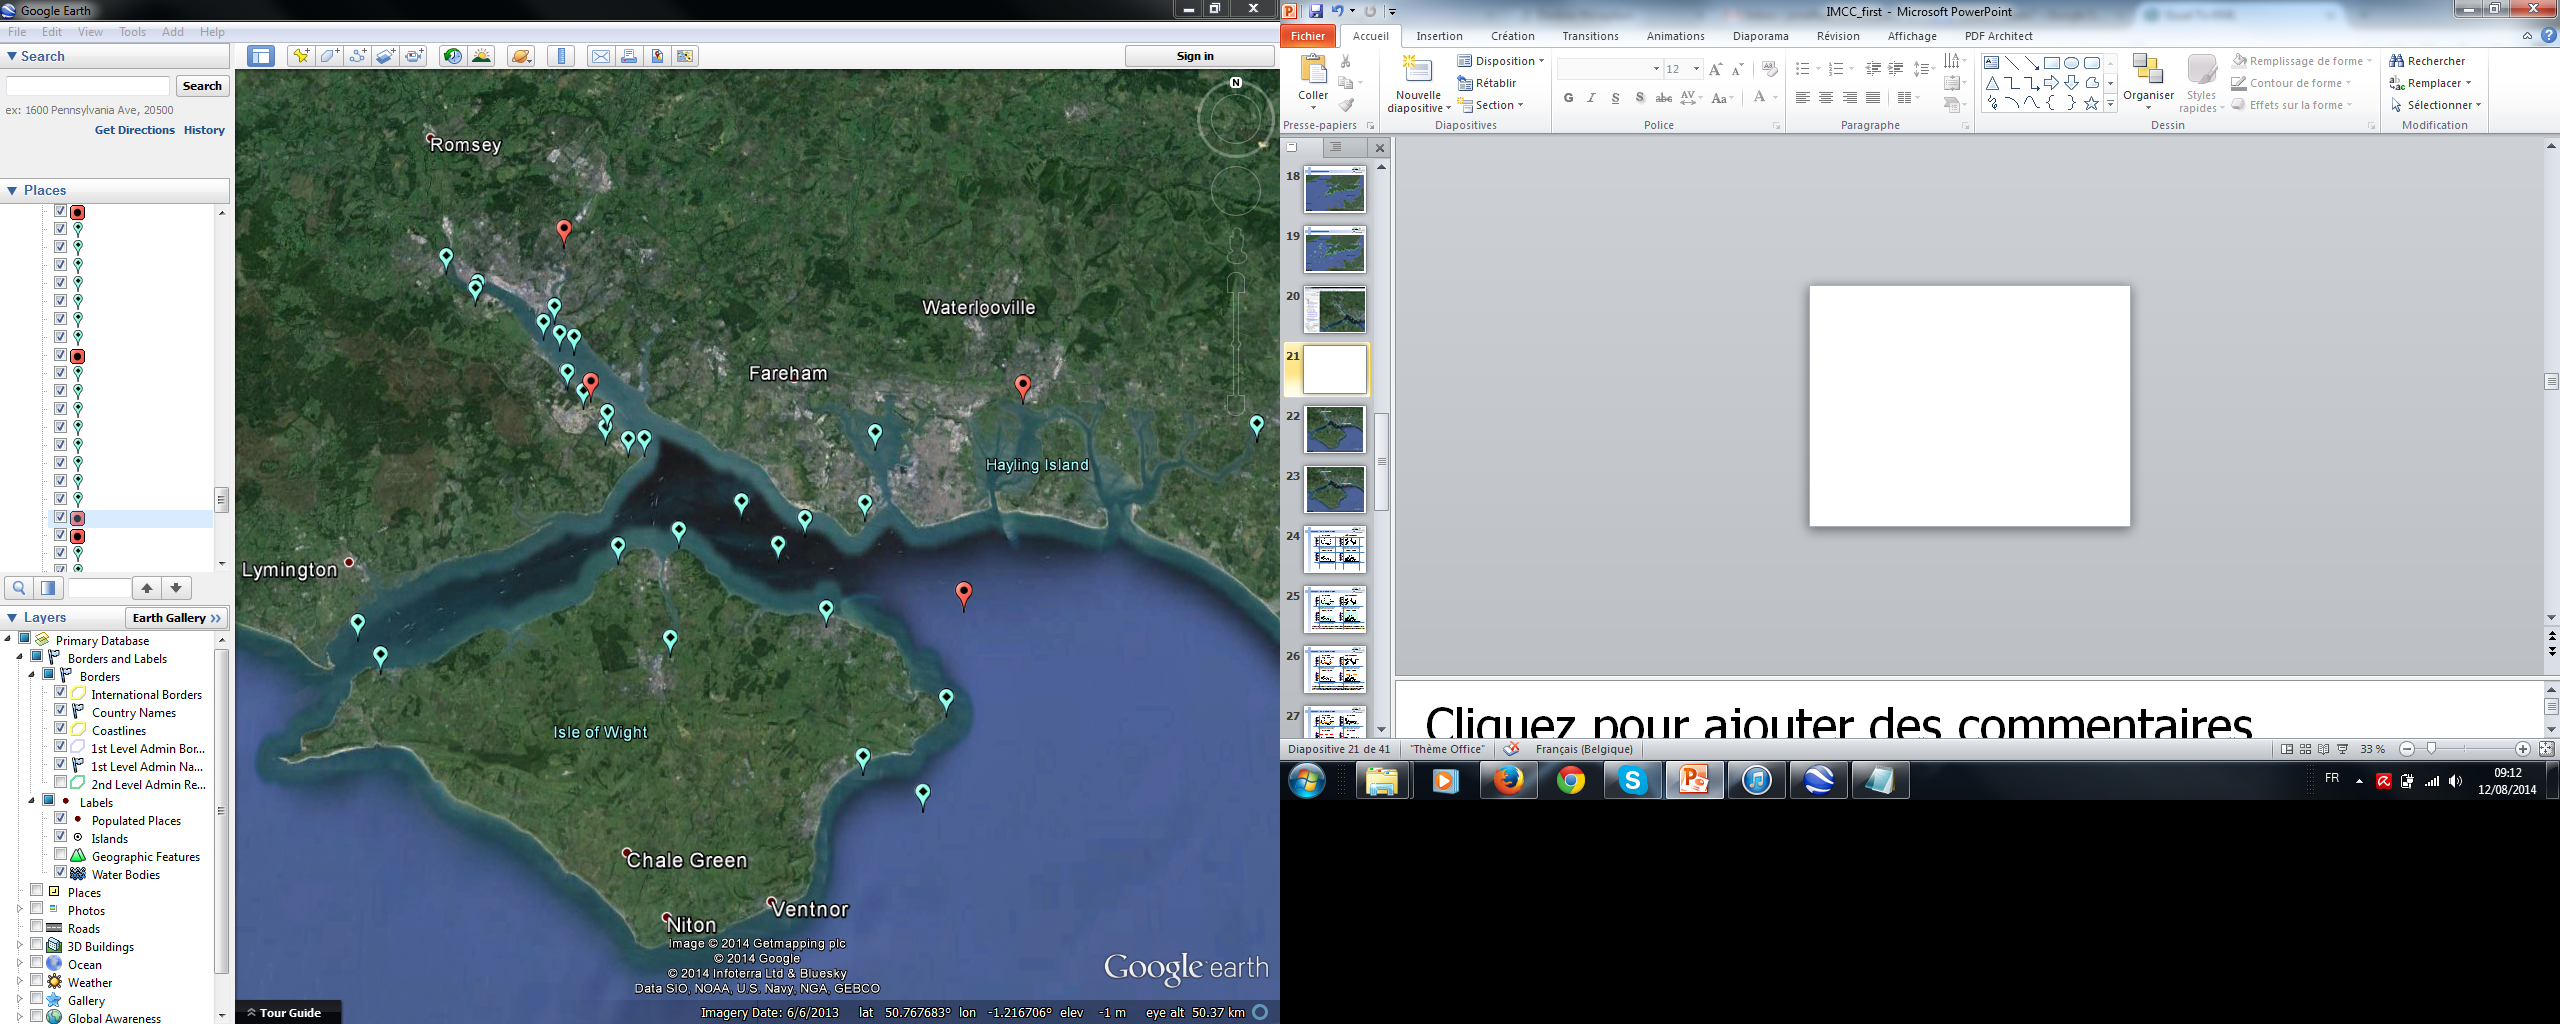 Google Earth
File Edit View Tools Add Help
Search
Search
ex: 1600 Pennsylvania Ave, 20500
Get Directions History
Places
Layers
Earth Gallery >>
Primary Database
Borders and Labels
Borders
International Borders
Country Names
Coastlines
1st Level Admin Bor...
1st Level Admin Na...
2nd Level Admin Re...
Labels
Populated Places
Islands
Geographic Features
Water Bodies
Places
Photos
Roads
3D Buildings
Ocean
Weather
Gallery
Global Awareness
Sign in
N
Romsey
Waterlooville
Fareham
Hayling Island
Lymington
Isle of Wight
Chale Green
Ventnor
Niton
Image © 2014 Getmapping plc
© 2014 Google
© 2014 Infoterra Ltd & Bluesky
Data SIO, NOAA, U.S. Navy, NGA, GEBCO
Google earth
Tour Guide
Imagery Date: 6/6/2013 lat 50.767683° lon -1.216706° elev -1 m eye alt 50.37 km
IMCC_first - Microsoft PowerPoint
Fichier Accueil Insertion Création Transitions Animations Diaporama Révision Affichage PDF Architect
Coller
Presse-papiers
Nouvelle
diapositive
Disposition
Rétablir
Section
Diapositives
12
G I S S abc AV Aa A
Police
Paragraphe
Organiser
Styles
rapides
Remplissage de forme
Contour de forme
Effets sur la forme
Dessin
Rechercher
Remplacer
Sélectionner
Modification
18
19
20
21
22
23
24
25
26
27
Cliquez pour ajouter des commentaires
Diapositive 21 de 41 "Thème Office" Français (Belgique) 33 %
FR
09:12
12/08/2014